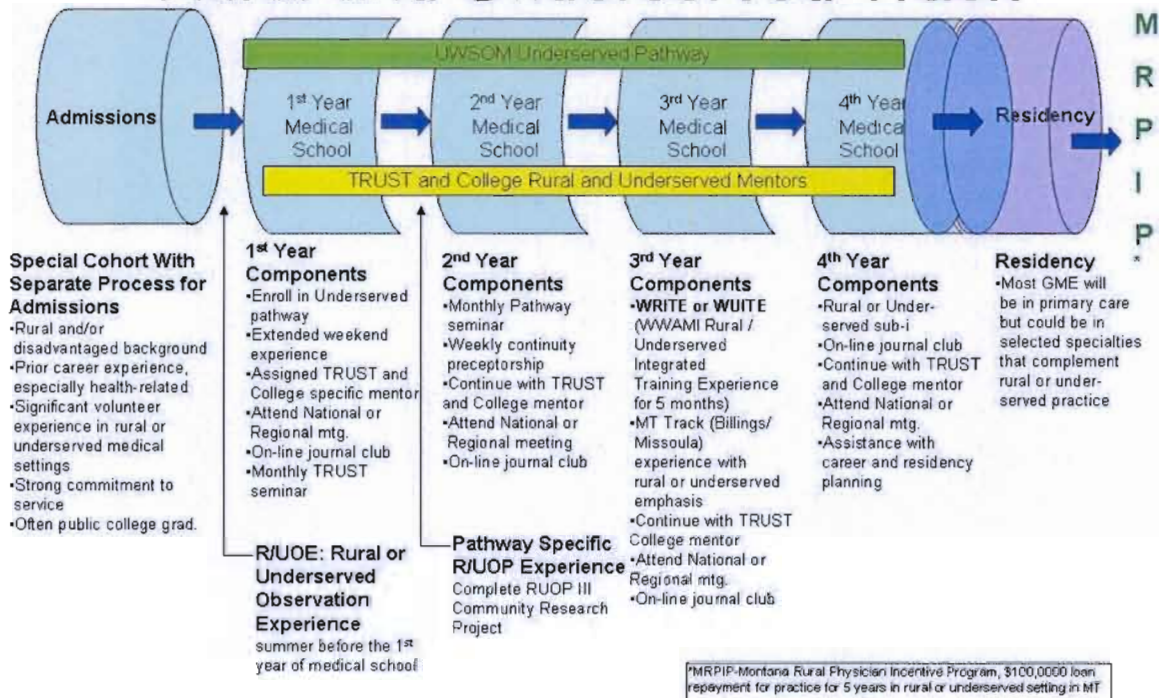 M
R
P
I
P
*
UWSOM Underserved Pathway
Admissions
1st Year
Medical
School
2nd Year
Medical
School
3rd Year
Medical
School
4th Year
Medical
School
Residency
TRUST and College Rural and Underserved Mentors
Special Cohort With
Separate Process for
Admissions
•Rural and/or
disadvantaged background
•Prior career experience,
especially health-related
•Significant volunteer
experience in rural or
underserved medical
settings
•Strong commitment to
service
•Often public college grad.
1st Year
Components
•Enroll in Underserved
pathway
•Extended weekend
experience
•Assigned TRUST and
College specific mentor
•Attend National or
Regional mtg.
•On-line journal club
•Monthly TRUST
seminar
2nd Year
Components
•Monthly Pathway
seminar
•Weekly continuity
preceptorship
•Continue with TRUST
and College mentor
•Attend National or
Regional meeting
•On-line journal club
3rd Year
Components
•WRITE or WUITE
(WWAMI Rural /
Underserved
Integrated
Training Experience
for 5 months)
•MT Track (Billings/
Missoula)
experience with
rural or underserved
emphasis
•Continue with TRUST
College mentor
•Attend National or
Regional mtg.
•On-line journal club
4th Year
Components
•Rural or Under-
served sub-i
•On-line journal club
•Continue with TRUST
and College mentor
•Attend National or
Regional mtg.
•Assistance with
career and residency
planning
Residency
•Most GME will
be in primary care
but could be in
selected specialties
that complement
rural or under-
served practice
R/UOE: Rural or
Underserved
Observation
Experience
summer before the 1st
year of medical school
Pathway Specific
R/UOP Experience
Complete RUOP III
Community Research
Project
*MRPIP-Montana Rural Physician Incentive Program, $100,0000 loan
repayment for practice for 5 years in rural or underserved setting in MT